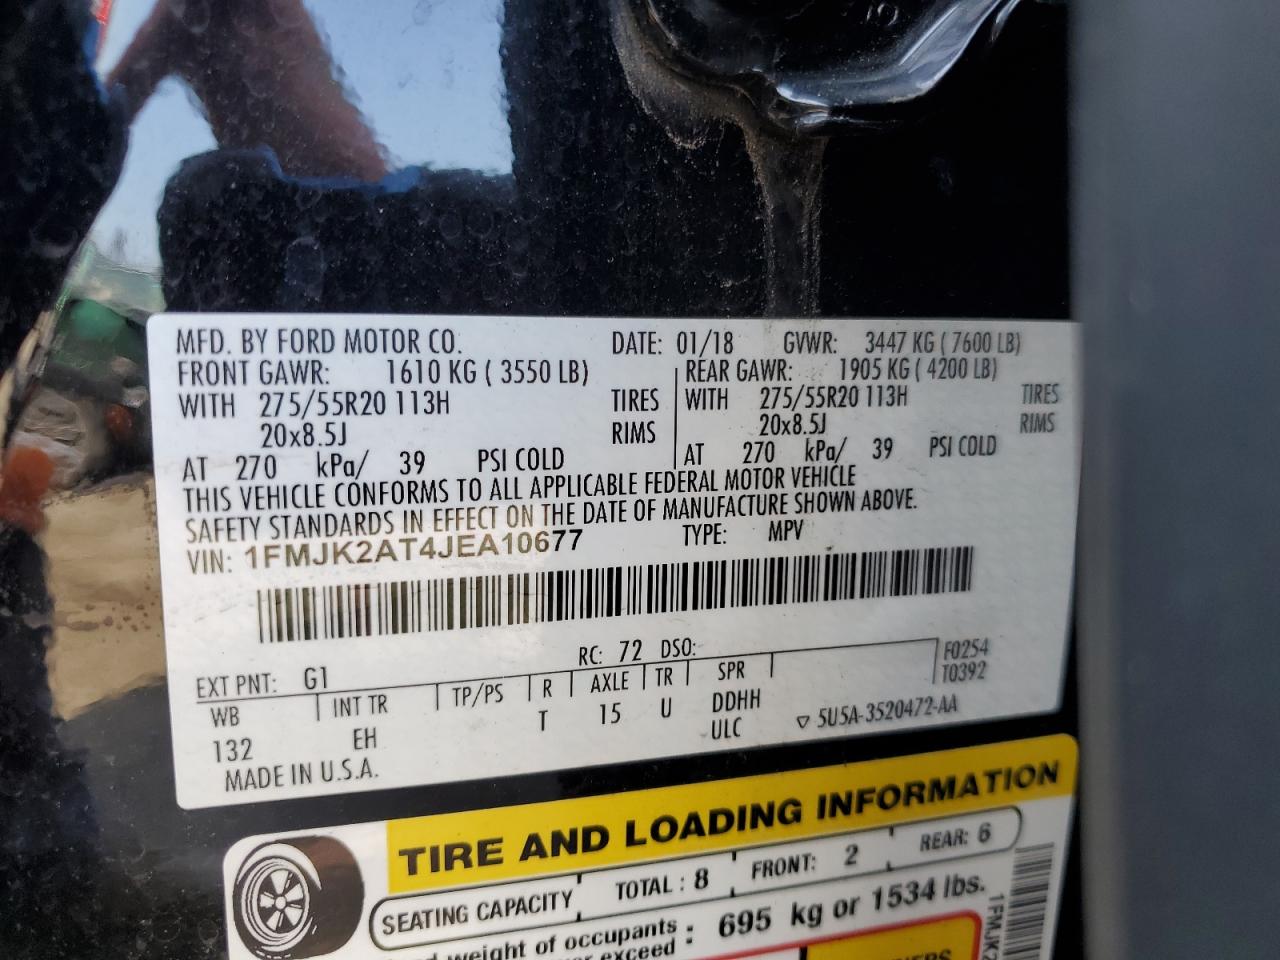 MFD. BY FORD MOTOR CO. DATE: 01/18 GVWR: 3447 KG ( 7600 LB)
FRONT GAWR: 1610 KG ( 3550 LB) REAR GAWR: 1905 KG ( 4200 LB)
WITH 275/55R20 113H TIRES WITH 275/55R20 113H TIRES
20x8.5J RIMS 20x8.5J RIMS
AT 270 kPa/ 39 PSI COLD AT 270 kPa/ 39 PSI COLD
THIS VEHICLE CONFORMS TO ALL APPLICABLE FEDERAL MOTOR VEHICLE
SAFETY STANDARDS IN EFFECT ON THE DATE OF MANUFACTURE SHOWN ABOVE.
VIN: 1FMJK2AT4JEA10677 TYPE: MPV
EXT PNT: G1 RC: 72 DSO: F0254
WB INT TR TP/PS R AXLE TR SPR T0392
132 EH T 15 U DDHH
ULC ▽ 5U5A-3520472-AA
MADE IN U.S.A.
TIRE AND LOADING INFORMATION
SEATING CAPACITY TOTAL : 8 FRONT: 2 REAR: 6
weight of occupants : 695 kg or 1534 lbs.
exceed
1FMJK2